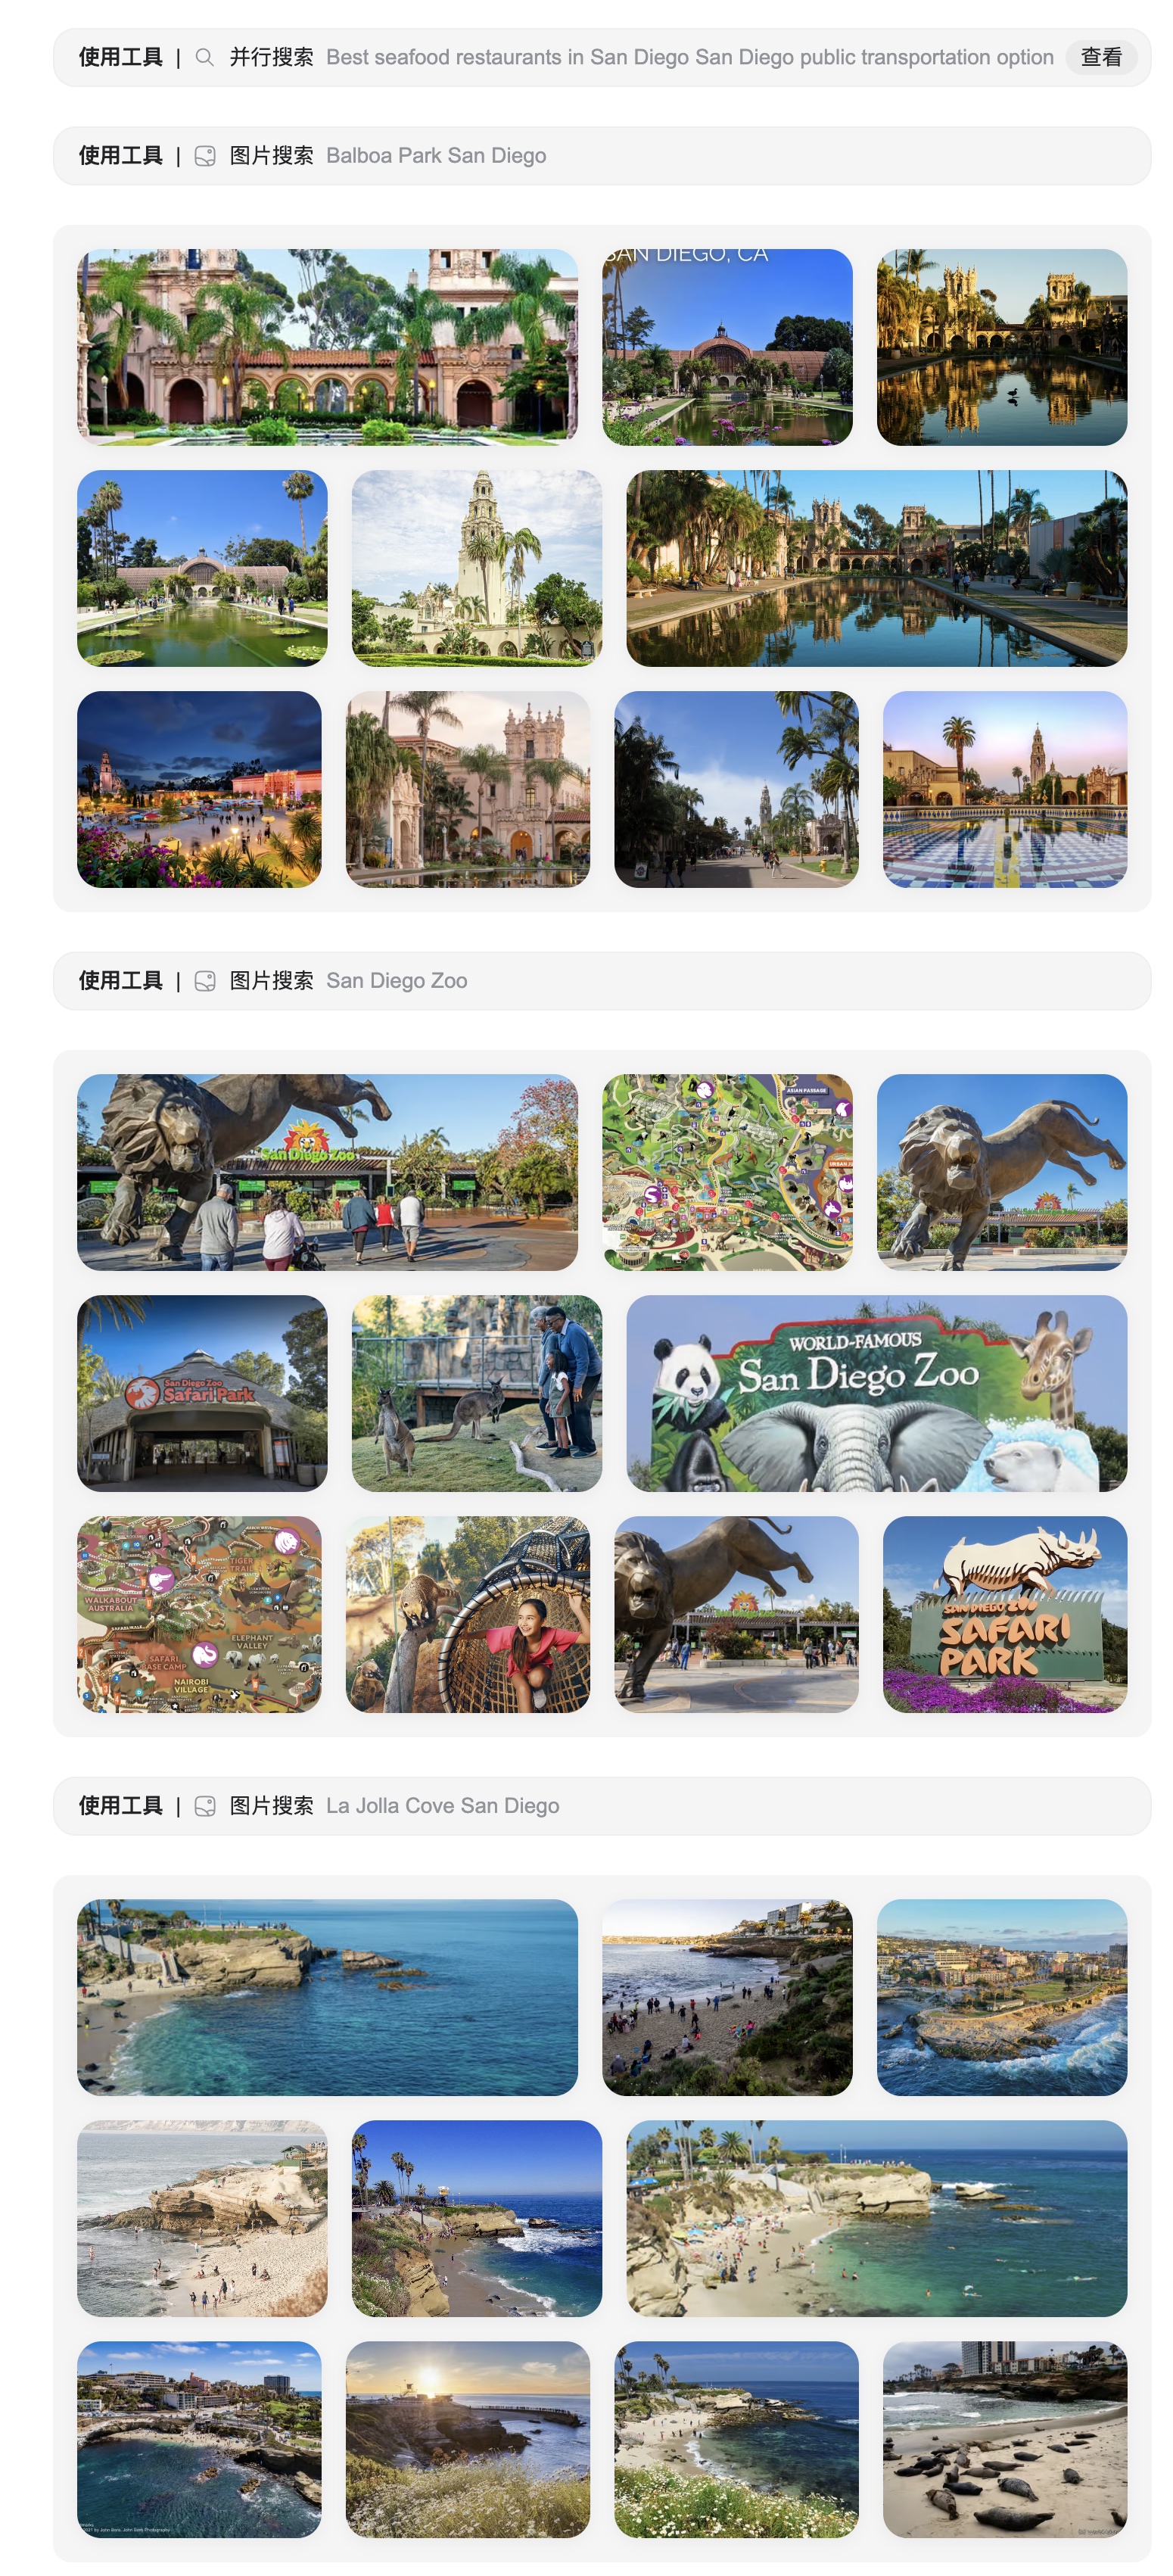 使用工具 | 并行搜索 Best seafood restaurants in San Diego San Diego public transportation option 查看
使用工具 | 图片搜索 Balboa Park San Diego
SAN DIEGO, CA
使用工具 | 图片搜索 San Diego Zoo
San Diego Zoo
ASIAN PASSAGE
San Diego Zoo
Safari Park
WORLD-FAMOUS
San Diego Zoo
TIGER
TRAIL
WALKABOUT
AUSTRALIA
ELEPHANT
VALLEY
SAFARI
BASE CAMP
NAIROBI
VILLAGE
SAN DIEGO ZOO
SAFARI
PARK
使用工具 | 图片搜索 La Jolla Cove San Diego